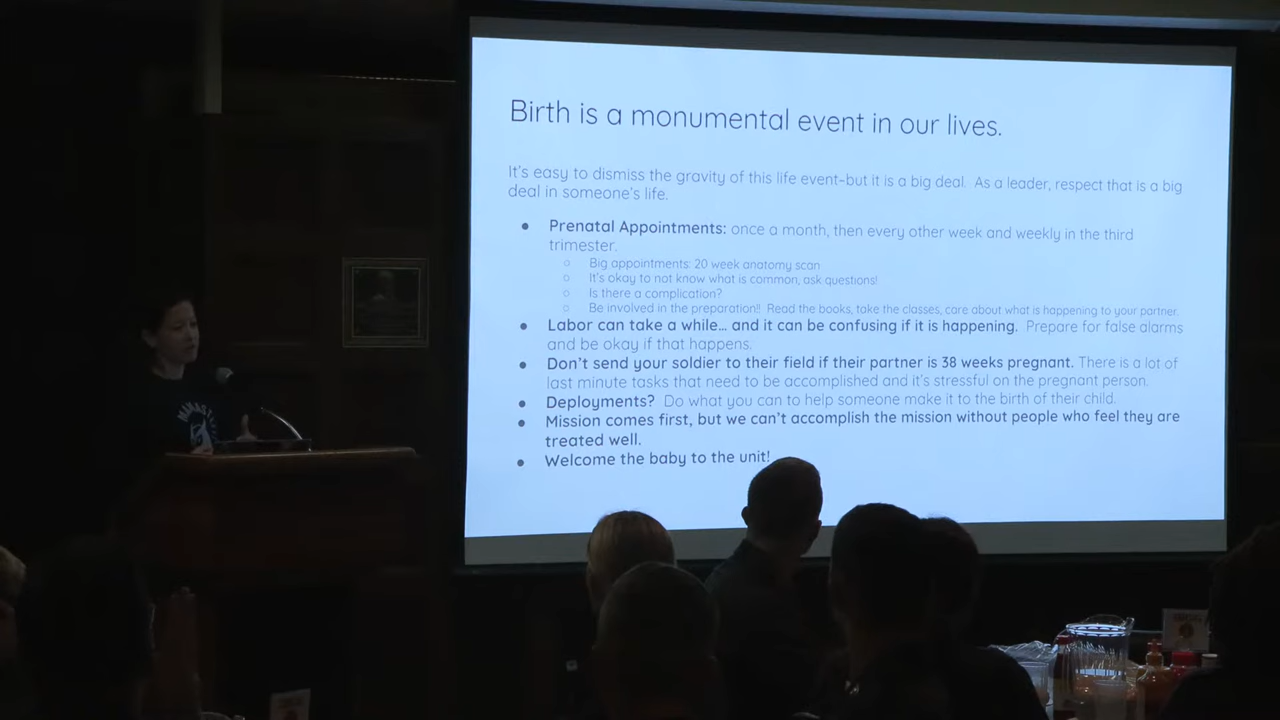 Birth is a monumental event in our lives.
It's easy to dismiss the gravity of this life event–but it is a big deal. As a leader, respect that is a big
deal in someone's life.
● Prenatal Appointments: once a month, then every other week and weekly in the third
trimester.
○ Big appointments: 20 week anatomy scan
○ It's okay to not know what is common, ask questions!
○ Is there a complication?
○ Be involved in the preparation!! Read the books, take the classes, care about what is happening to your partner.
● Labor can take a while... and it can be confusing if it is happening. Prepare for false alarms
and be okay if that happens.
● Don't send your soldier to their field if their partner is 38 weeks pregnant. There is a lot of
last minute tasks that need to be accomplished and it's stressful on the pregnant person.
● Deployments? Do what you can to help someone make it to the birth of their child.
● Mission comes first, but we can't accomplish the mission without people who feel they are
treated well.
● Welcome the baby to the unit!